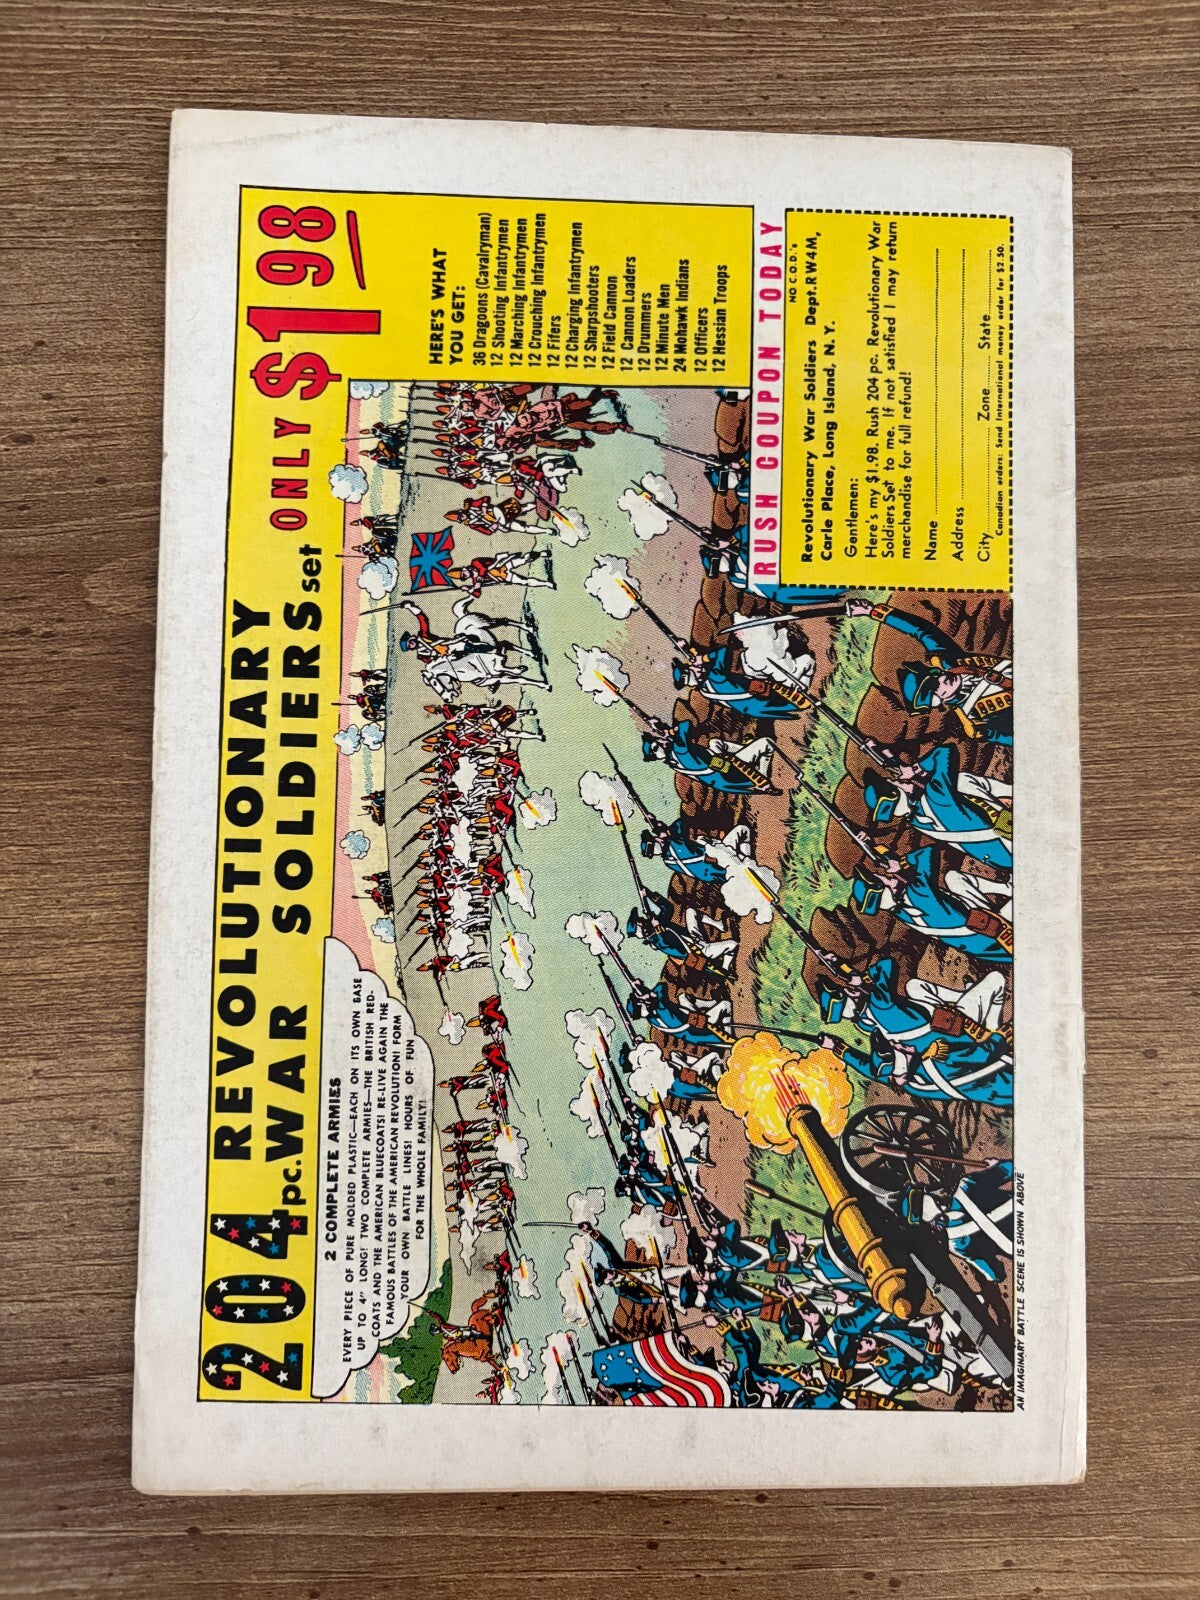 204 pc. REVOLUTIONARY
WAR SOLDIERS set
ONLY $1 98
2 COMPLETE ARMIES
EVERY PIECE OF PURE MOLDED PLASTIC—EACH ON ITS OWN BASE
UP TO 4" LONG! TWO COMPLETE ARMIES—THE BRITISH RED-
COATS AND THE AMERICAN BLUECOATS! RE-LIVE AGAIN THE
FAMOUS BATTLES OF THE AMERICAN REVOLUTION! FORM
YOUR OWN BATTLE LINES! HOURS OF FUN
FOR THE WHOLE FAMILY!
HERE'S WHAT
YOU GET:
36 Dragoons (Cavalryman)
12 Shooting Infantrymen
12 Marching Infantrymen
12 Crouching Infantrymen
12 Fifers
12 Charging Infantrymen
12 Sharpshooters
12 Field Cannon
12 Cannon Loaders
12 Drummers
12 Minute Men
24 Mohawk Indians
12 Officers
12 Hessian Troops
RUSH COUPON TODAY
NO C.O.D.'s
Revolutionary War Soldiers Dept. RW4M,
Carle Place, Long Island, N. Y.
Gentlemen:
Here's my $1.98. Rush 204 pc. Revolutionary War
Soldiers Set to me. If not satisfied I may return
merchandise for full refund!
Name
Address
City Zone State
Canadian orders: Send International money order for $2.50.
AN IMAGINARY BATTLE SCENE IS SHOWN ABOVE